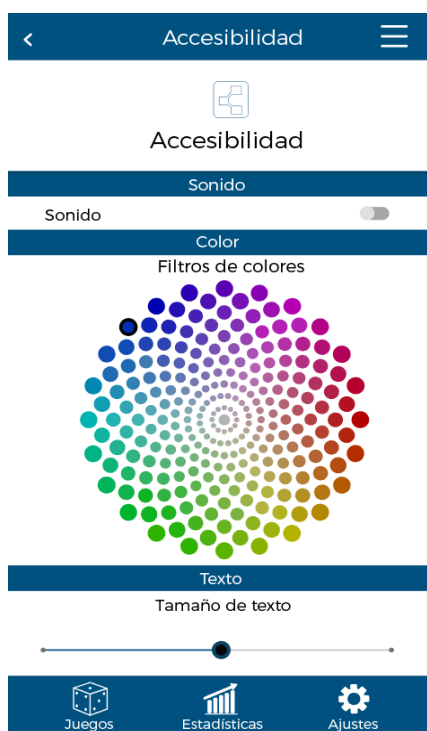 Accesibilidad
Accesibilidad
Sonido
Sonido
Color
Filtros de colores
Texto
Tamaño de texto
Juegos Estadísticas Ajustes